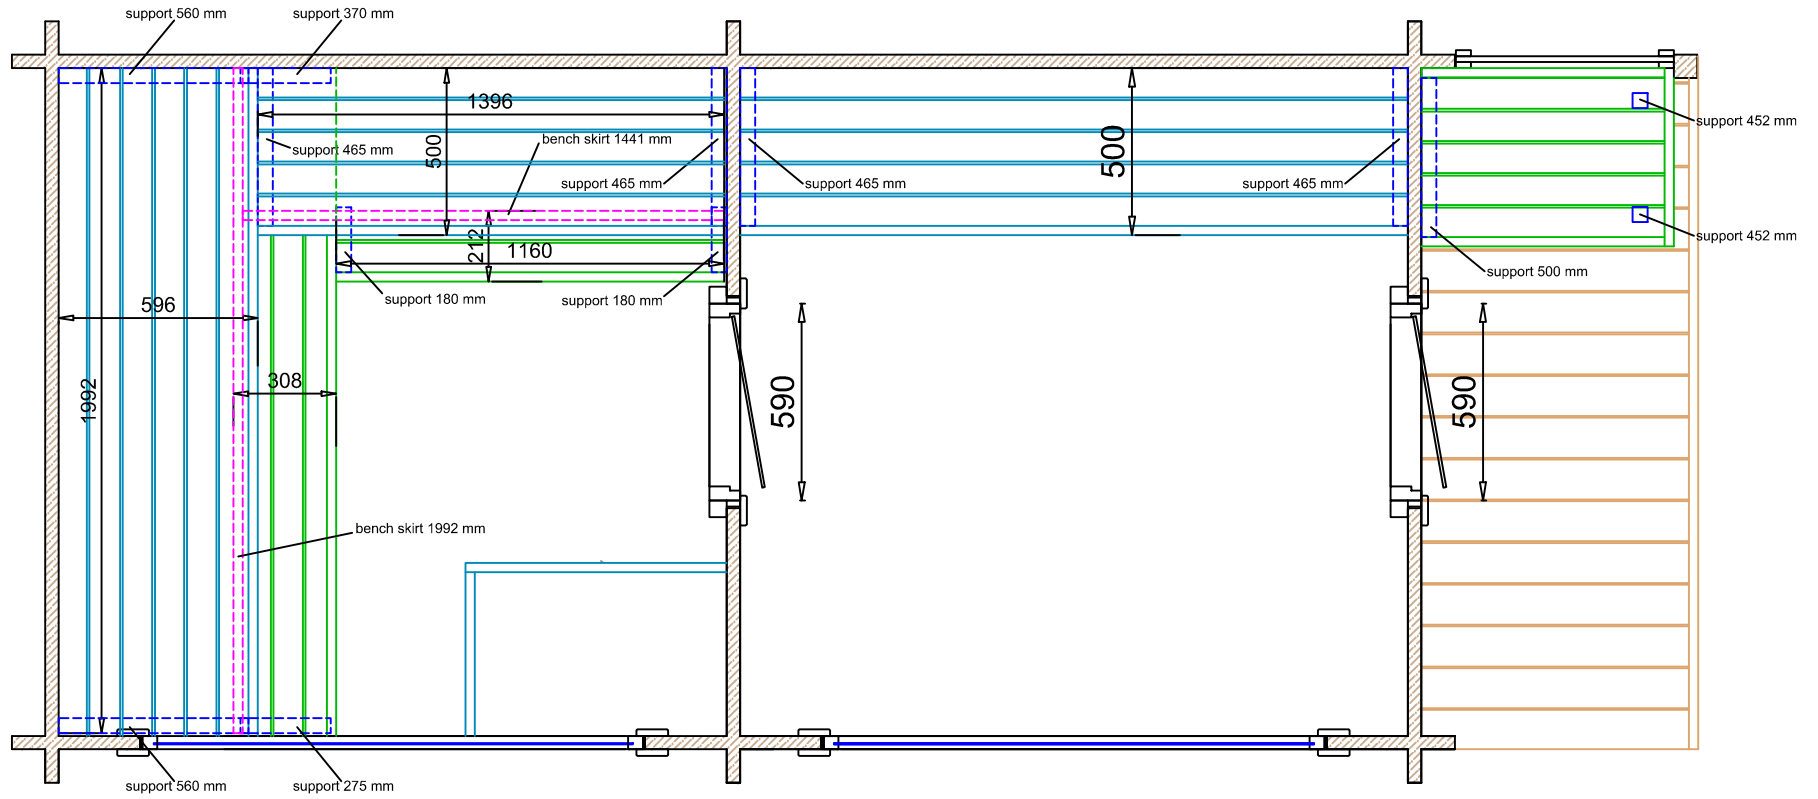 support 560 mm
support 370 mm
1396
500
bench skirt 1441 mm
support 465 mm
support 465 mm
support 465 mm
500
support 465 mm
support 452 mm
support 452 mm
212
1160
support 180 mm
support 180 mm
support 500 mm
596
308
1992
590
590
bench skirt 1992 mm
support 560 mm
support 275 mm